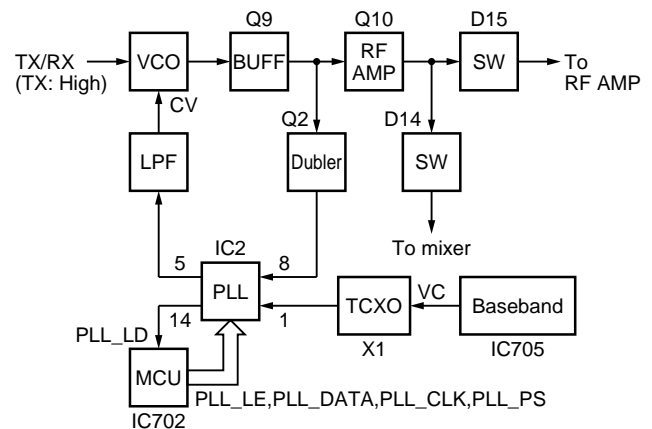 Q9
Q10
D15
TX/RX
(TX: High)
VCO
BUFF
RF
AMP
SW
To
RF AMP
CV
Q2
D14
LPF
Dubler
SW
To mixer
IC2
5
8
PLL
14
1
TCXO
VC
Baseband
X1
IC705
PLL_LD
MCU
IC702
PLL_LE,PLL_DATA,PLL_CLK,PLL_PS